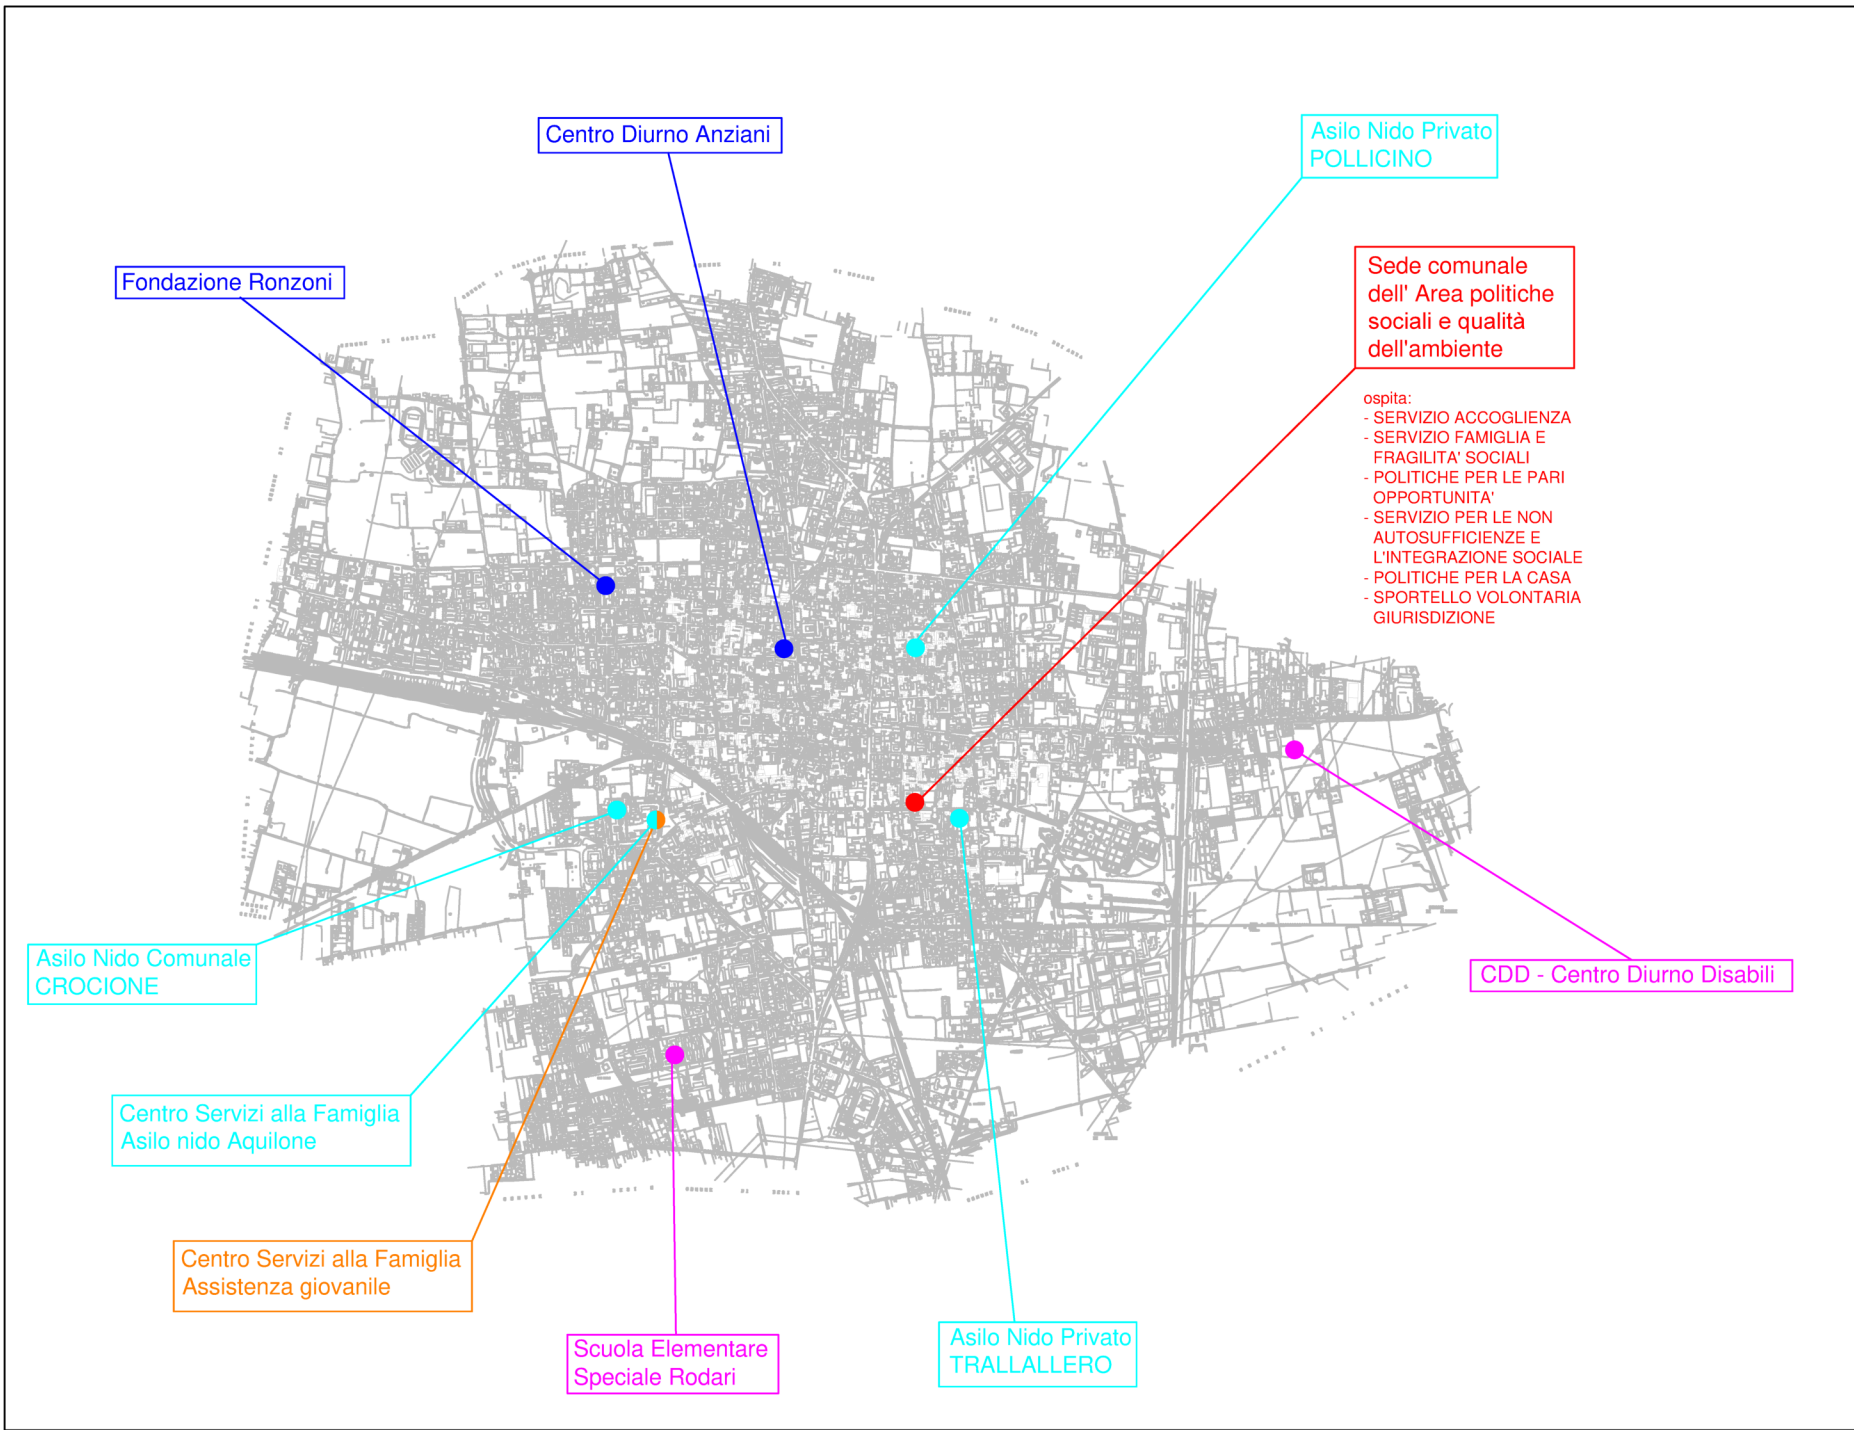 Centro Diurno Anziani
Asilo Nido Privato
POLLICINO
Fondazione Ronzoni
Sede comunale
dell' Area politiche
sociali e qualità
dell'ambiente
ospita:
- SERVIZIO ACCOGLIENZA
- SERVIZIO FAMIGLIA E
FRAGILITA' SOCIALI
- POLITICHE PER LE PARI
OPPORTUNITA'
- SERVIZIO PER LE NON
AUTOSUFFICIENZE E
L'INTEGRAZIONE SOCIALE
- POLITICHE PER LA CASA
- SPORTELLO VOLONTARIA
GIURISDIZIONE
Asilo Nido Comunale
CROCIONE
CDD - Centro Diurno Disabili
Centro Servizi alla Famiglia
Asilo nido Aquilone
Centro Servizi alla Famiglia
Assistenza giovanile
Scuola Elementare
Speciale Rodari
Asilo Nido Privato
TRALLALLERO